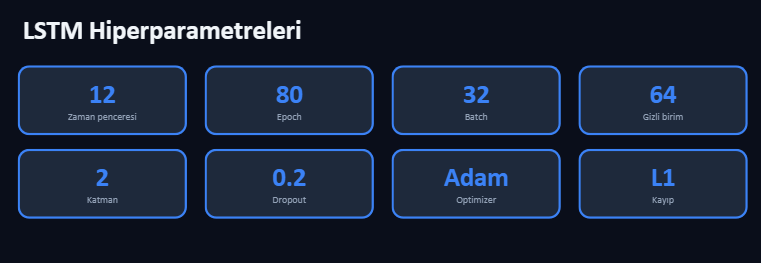 LSTM Hiperparametreleri
12
Zaman penceresi
80
Epoch
32
Batch
64
Gizli birim
2
Katman
0.2
Dropout
Adam
Optimizer
L1
Kayıp